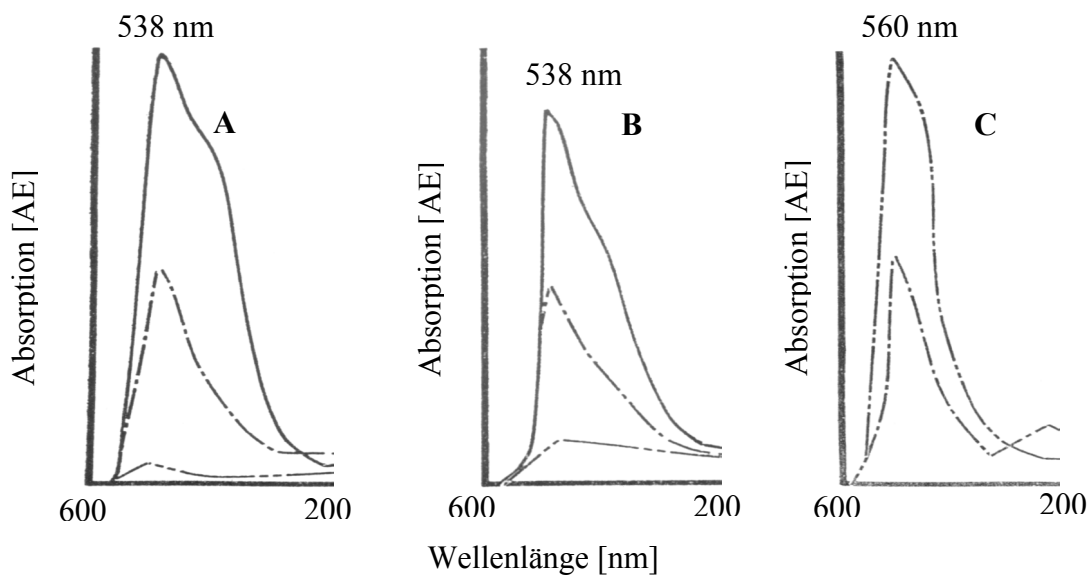 538 nm
A
Absorption [AE]
600
200
538 nm
B
Absorption [AE]
600
200
560 nm
C
Absorption [AE]
600
200
Wellenlänge [nm]